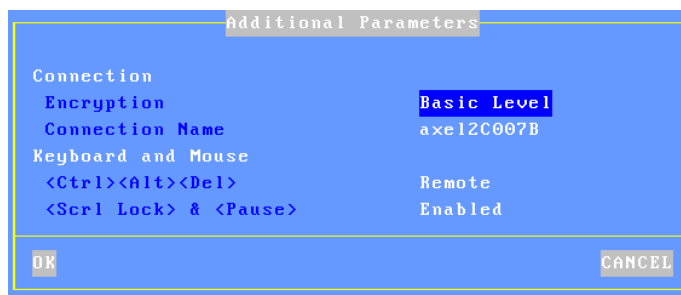 Additional Parameters
Connection
Encryption Basic Level
Connection Name axel2C007B
Keyboard and Mouse
<Ctrl><Alt><Del> Remote
<Scrl Lock> & <Pause> Enabled
OK CANCEL